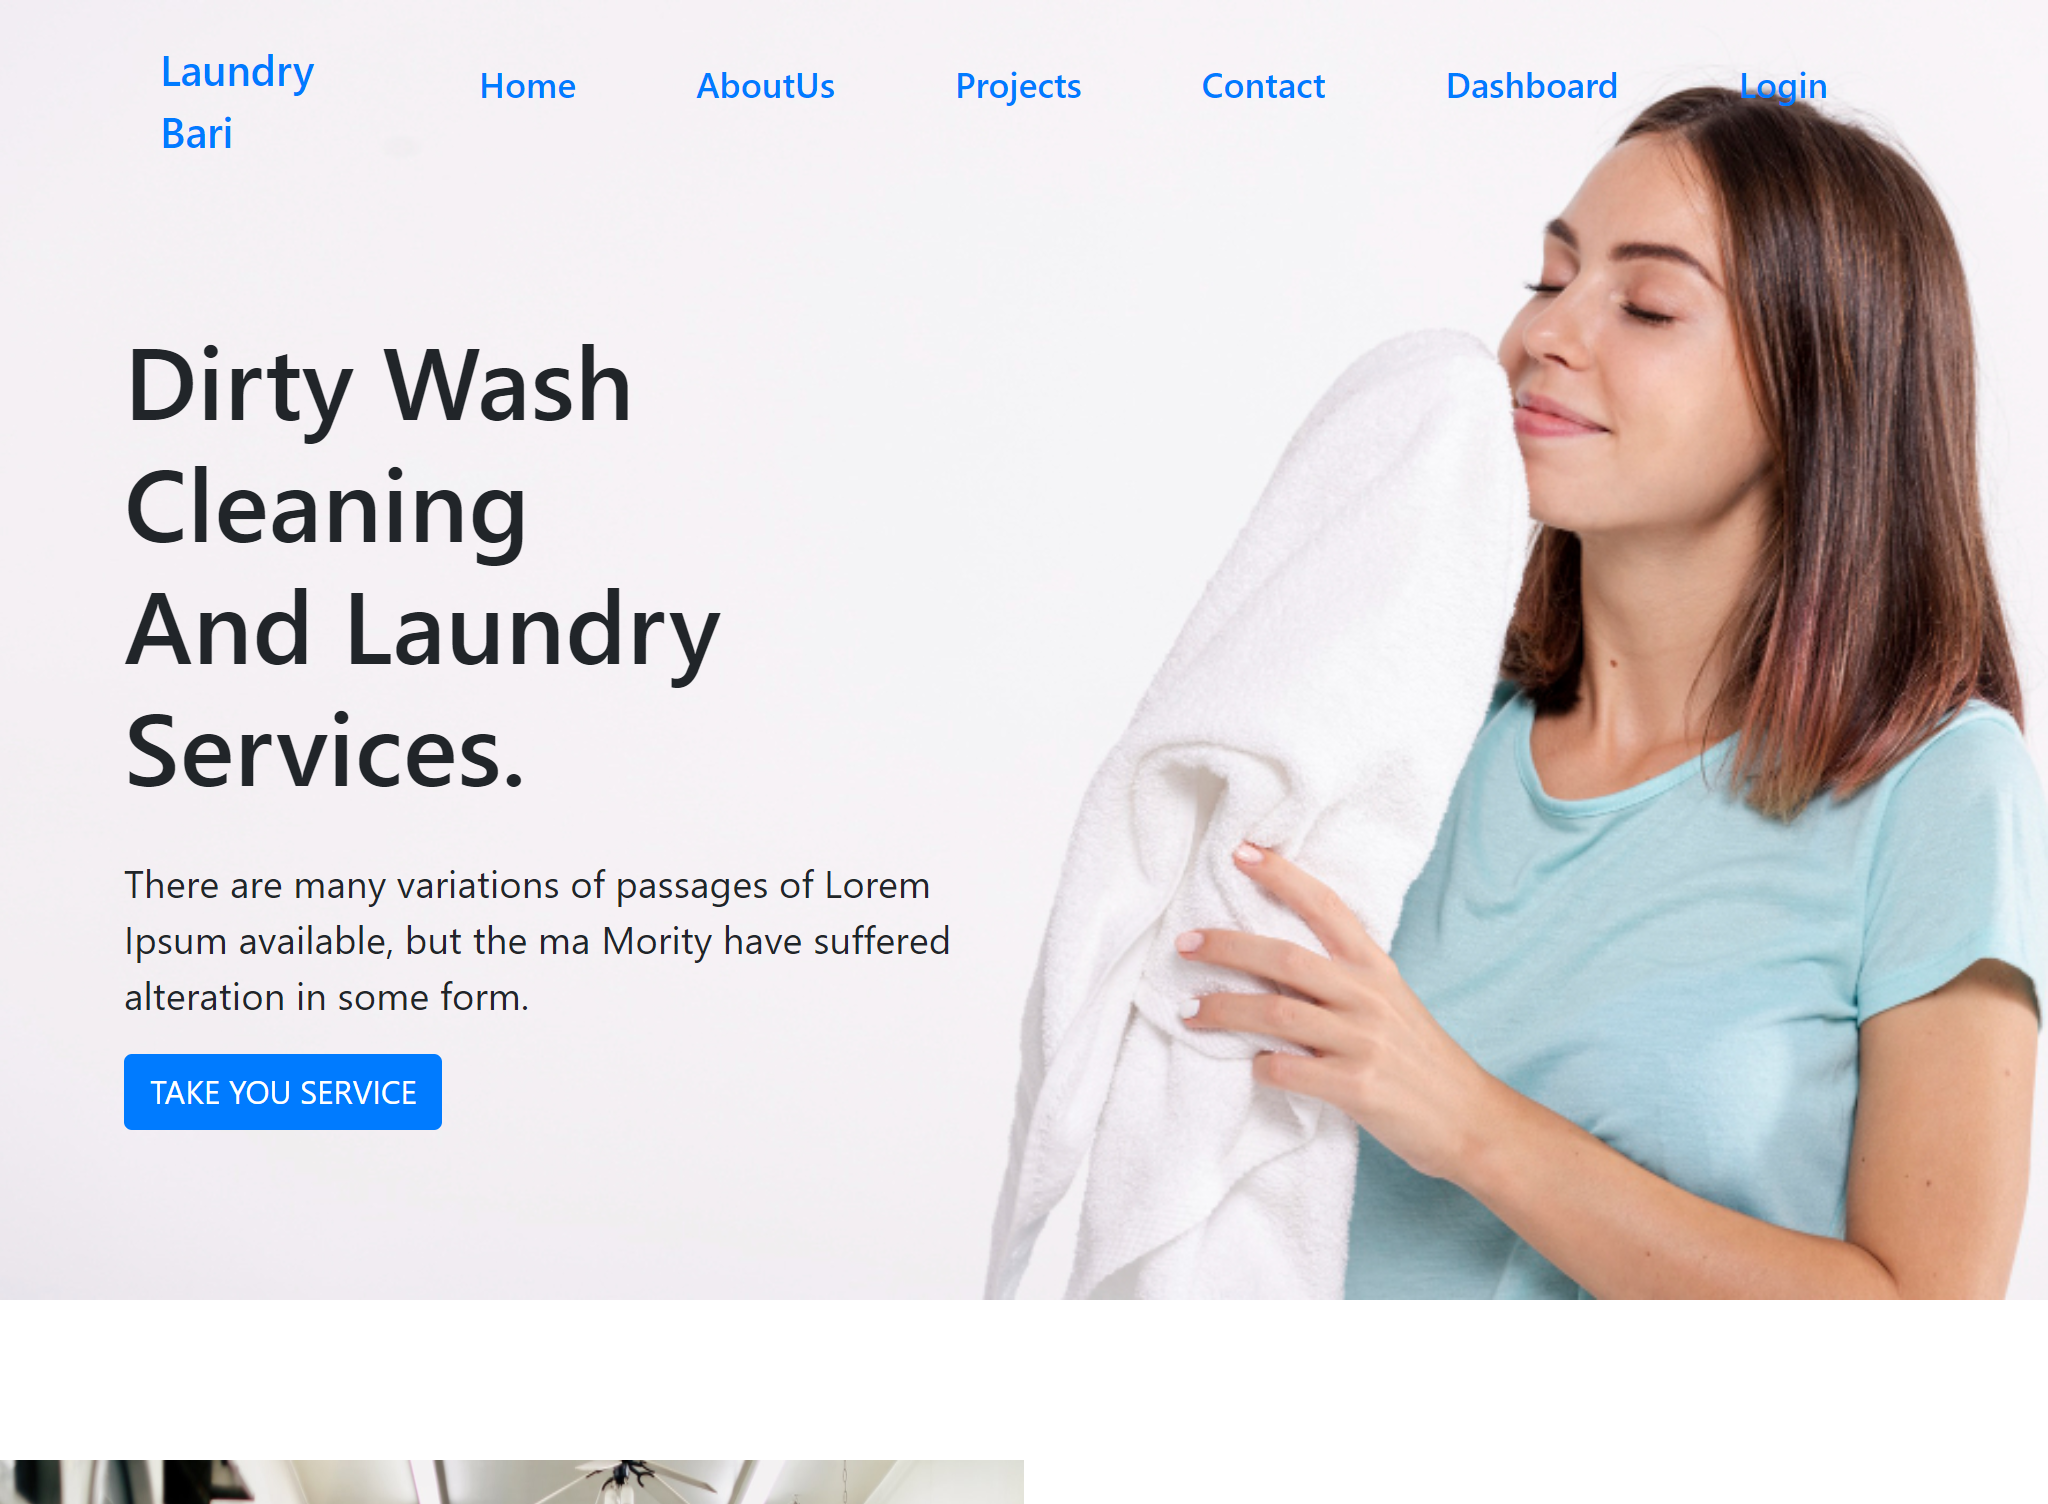 Laundry
Bari
Home AboutUs Projects Contact Dashboard Login
Dirty Wash
Cleaning
And Laundry
Services.
There are many variations of passages of Lorem
Ipsum available, but the ma Mority have suffered
alteration in some form.
TAKE YOU SERVICE